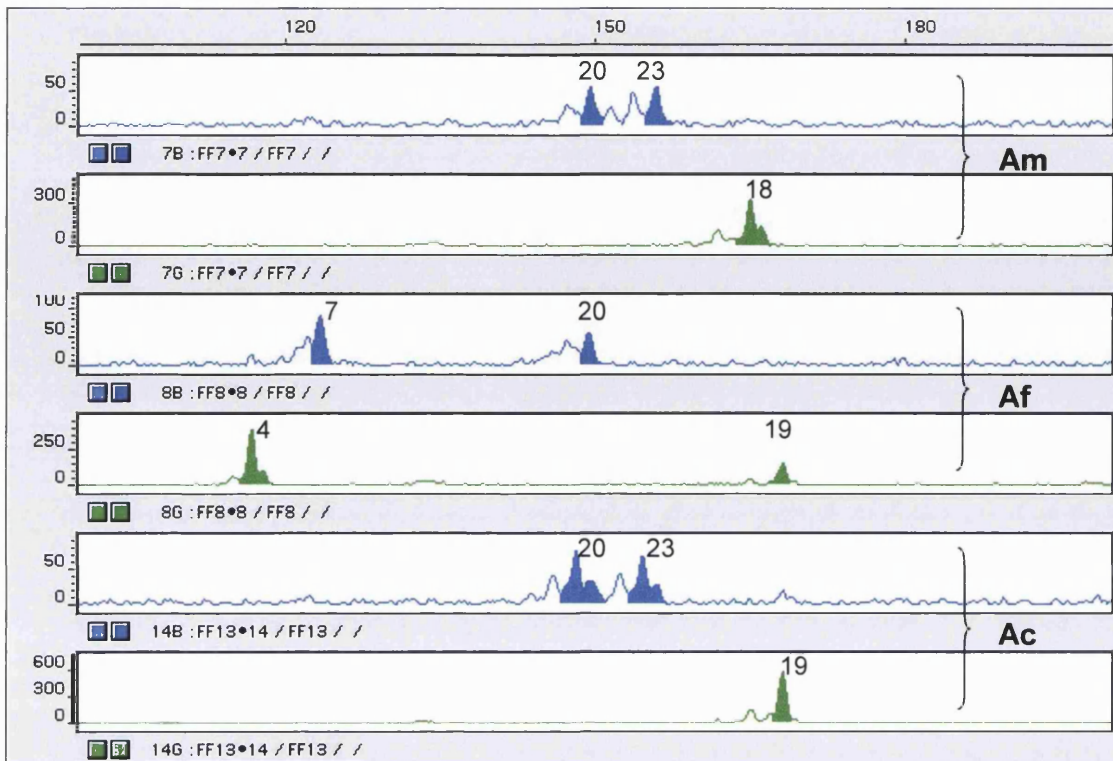 120 150 180
20 23
50
0
7B : FF7•7 / FF7 / /
Am
18
300
0
7G : FF7•7 / FF7 / /
7 20
100
50
0
8B : FF8•8 / FF8 / /
Af
4 19
250
0
8G : FF8•8 / FF8 / /
20 23
50
0
14B : FF13•14 / FF13 / /
Ac
19
600
300
0
14G : FF13•14 / FF13 / /